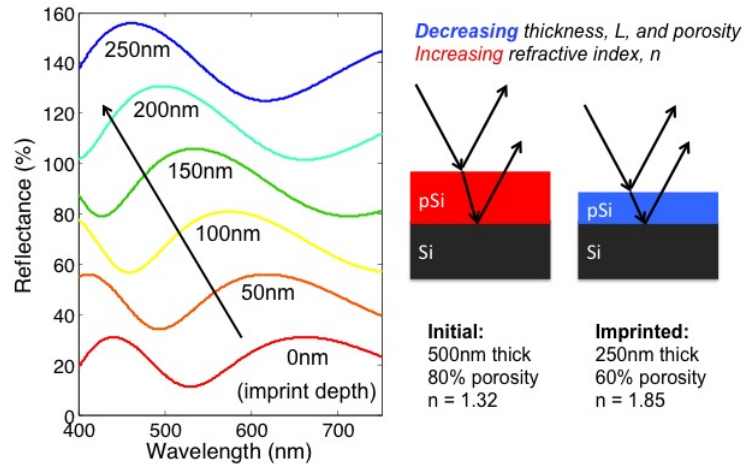 160
140
120
100
80
60
40
20
0
Reflectance (%)
250nm
200nm
150nm
100nm
50nm
0nm
(imprint depth)
400 500 600 700
Wavelength (nm)
Decreasing thickness, L, and porosity
Increasing refractive index, n
pSi
Si
pSi
Si
Initial:
500nm thick
80% porosity
n = 1.32
Imprinted:
250nm thick
60% porosity
n = 1.85